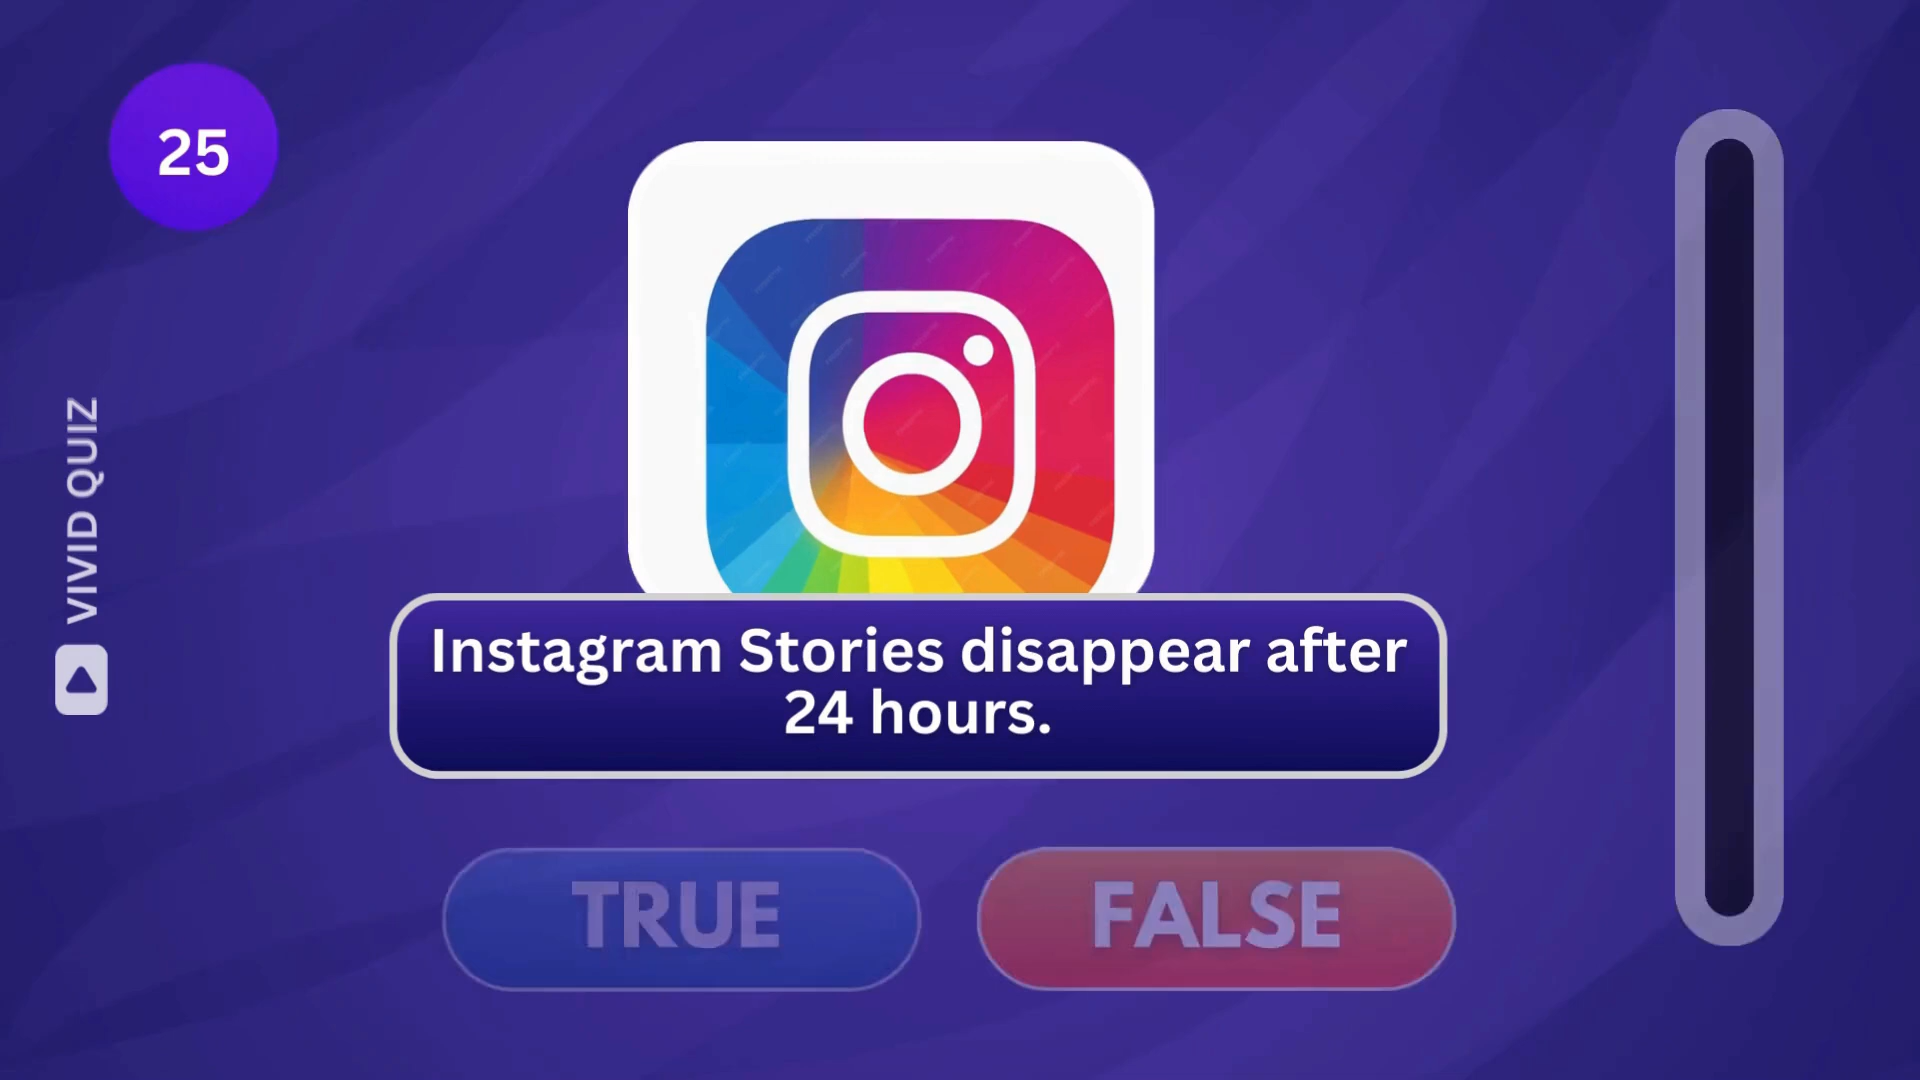 25
VIVID QUIZ
Instagram Stories disappear after
24 hours.
TRUE
FALSE